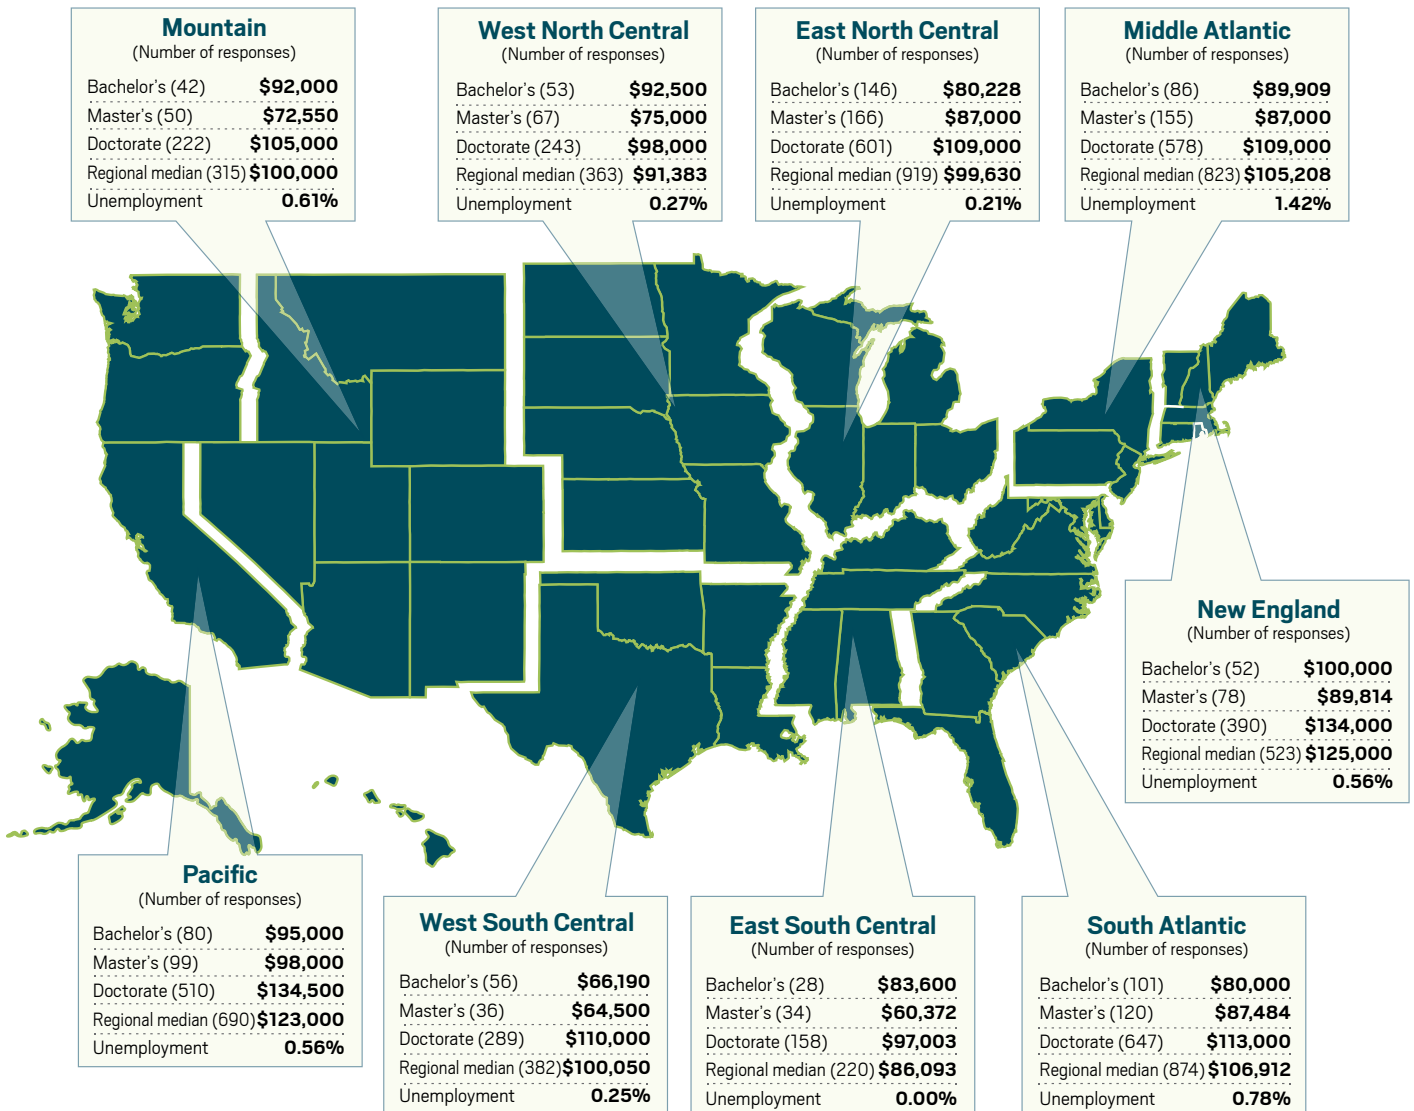 Mountain
(Number of responses)
Bachelor's (42) $92,000
Master's (50) $72,550
Doctorate (222) $105,000
Regional median (315) $100,000
Unemployment 0.61%
West North Central
(Number of responses)
Bachelor's (53) $92,500
Master's (67) $75,000
Doctorate (243) $98,000
Regional median (363) $91,383
Unemployment 0.27%
East North Central
(Number of responses)
Bachelor's (146) $80,228
Master's (166) $87,000
Doctorate (601) $109,000
Regional median (919) $99,630
Unemployment 0.21%
Middle Atlantic
(Number of responses)
Bachelor's (86) $89,909
Master's (155) $87,000
Doctorate (578) $109,000
Regional median (823) $105,208
Unemployment 1.42%
New England
(Number of responses)
Bachelor's (52) $100,000
Master's (78) $89,814
Doctorate (390) $134,000
Regional median (523) $125,000
Unemployment 0.56%
Pacific
(Number of responses)
Bachelor's (80) $95,000
Master's (99) $98,000
Doctorate (510) $134,500
Regional median (690) $123,000
Unemployment 0.56%
West South Central
(Number of responses)
Bachelor's (56) $66,190
Master's (36) $64,500
Doctorate (289) $110,000
Regional median (382) $100,050
Unemployment 0.25%
East South Central
(Number of responses)
Bachelor's (28) $83,600
Master's (34) $60,372
Doctorate (158) $97,003
Regional median (220) $86,093
Unemployment 0.00%
South Atlantic
(Number of responses)
Bachelor's (101) $80,000
Master's (120) $87,484
Doctorate (647) $113,000
Regional median (874) $106,912
Unemployment 0.78%